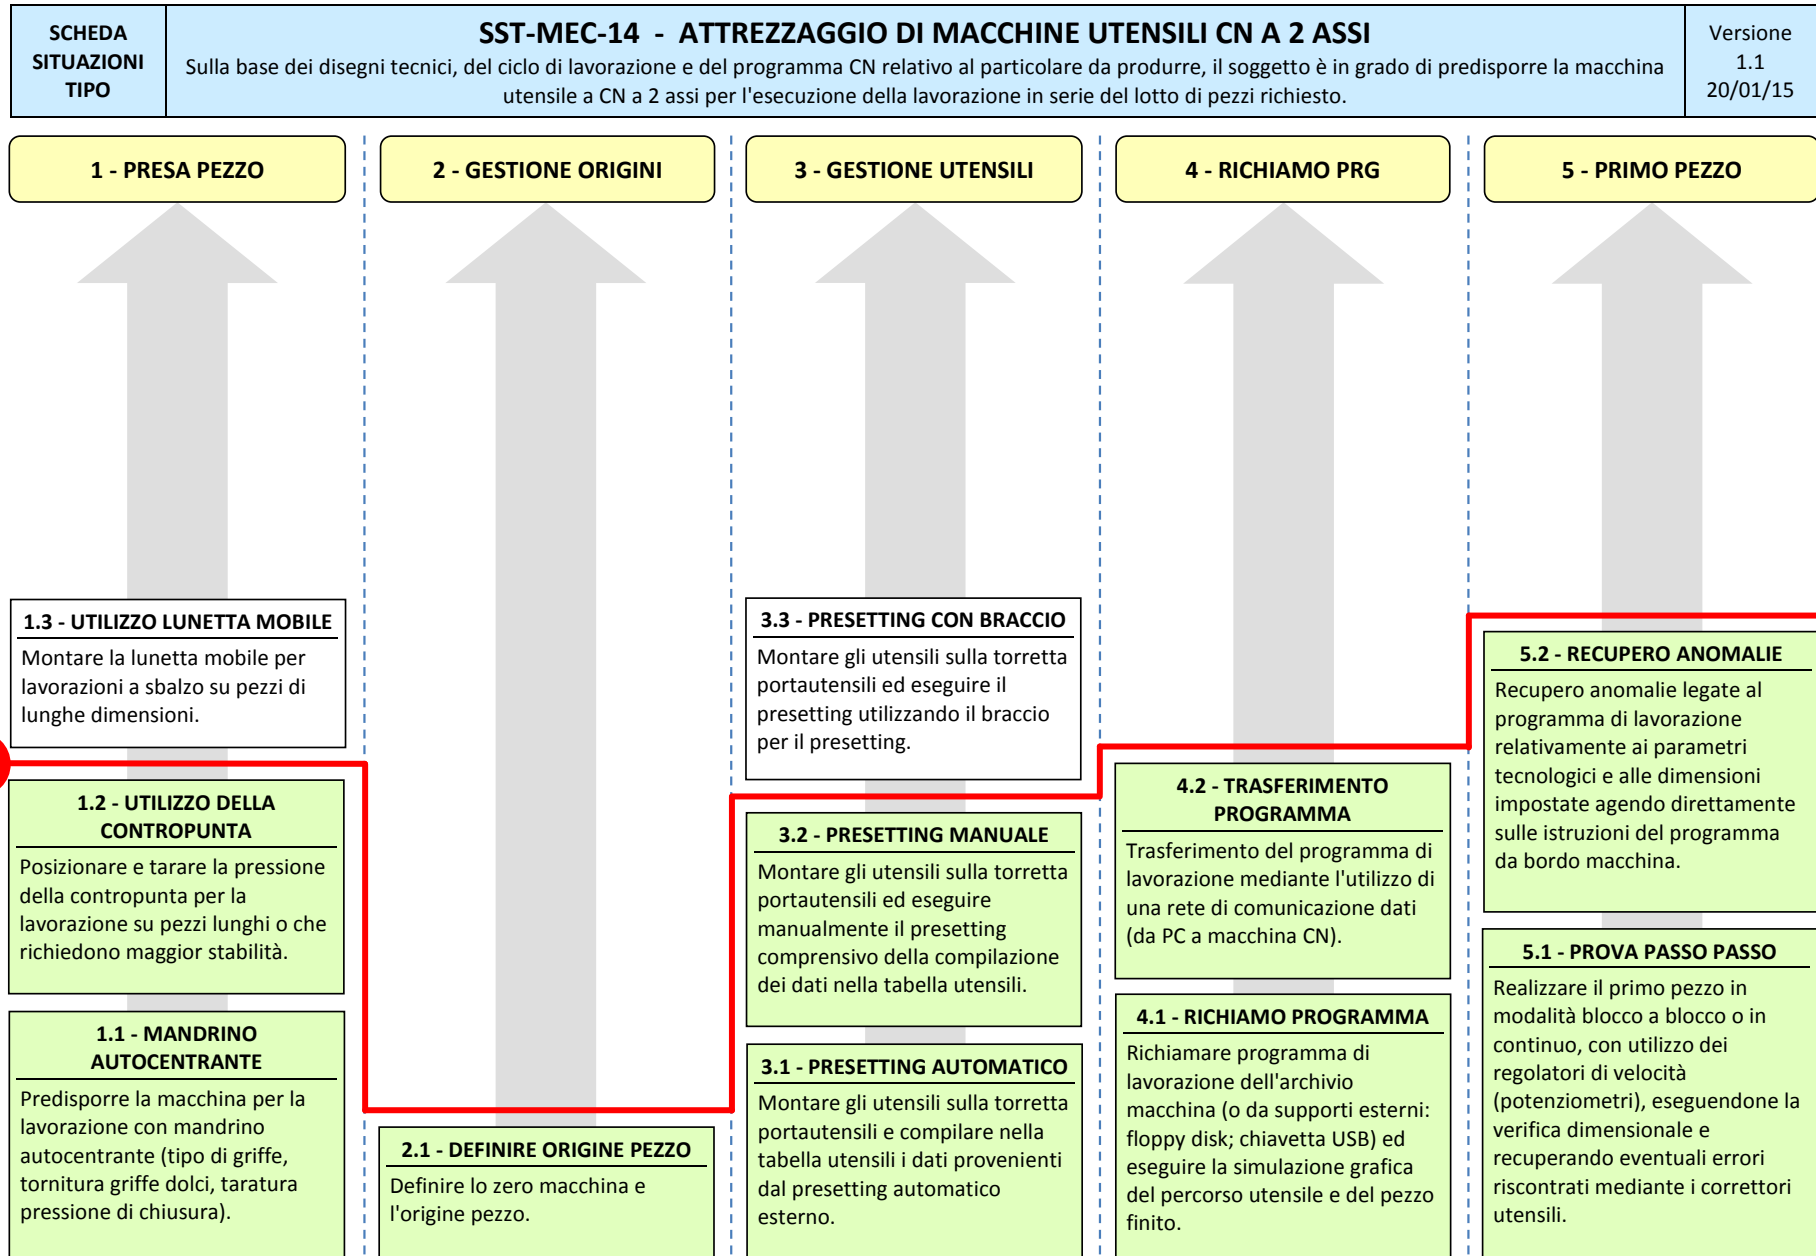 SCHEDA
SITUAZIONI
TIPO
SST-MEC-14 - ATTREZZAGGIO DI MACCHINE UTENSILI CN A 2 ASSI
Sulla base dei disegni tecnici, del ciclo di lavorazione e del programma CN relativo al particolare da produrre, il soggetto è in grado di predisporre la macchina
utensile a CN a 2 assi per l'esecuzione della lavorazione in serie del lotto di pezzi richiesto.
Versione
1.1
20/01/15
1 - PRESA PEZZO
2 - GESTIONE ORIGINI
3 - GESTIONE UTENSILI
4 - RICHIAMO PRG
5 - PRIMO PEZZO
1.3 - UTILIZZO LUNETTA MOBILE
Montare la lunetta mobile per
lavorazioni a sbalzo su pezzi di
lunghe dimensioni.
1.2 - UTILIZZO DELLA
CONTROPUNTA
Posizionare e tarare la pressione
della contropunta per la
lavorazione su pezzi lunghi o che
richiedono maggior stabilità.
1.1 - MANDRINO
AUTOCENTRANTE
Predisporre la macchina per la
lavorazione con mandrino
autocentrante (tipo di griffe,
tornitura griffe dolci, taratura
pressione di chiusura).
2.1 - DEFINIRE ORIGINE PEZZO
Definire lo zero macchina e
l'origine pezzo.
3.3 - PRESETTING CON BRACCIO
Montare gli utensili sulla torretta
portautensili ed eseguire il
presetting utilizzando il braccio
per il presetting.
3.2 - PRESETTING MANUALE
Montare gli utensili sulla torretta
portautensili ed eseguire
manualmente il presetting
comprensivo della compilazione
dei dati nella tabella utensili.
3.1 - PRESETTING AUTOMATICO
Montare gli utensili sulla torretta
portautensili e compilare nella
tabella utensili i dati provenienti
dal presetting automatico
esterno.
4.2 - TRASFERIMENTO
PROGRAMMA
Trasferimento del programma di
lavorazione mediante l'utilizzo di
una rete di comunicazione dati
(da PC a macchina CN).
4.1 - RICHIAMO PROGRAMMA
Richiamare programma di
lavorazione dell'archivio
macchina (o da supporti esterni:
floppy disk; chiavetta USB) ed
eseguire la simulazione grafica
del percorso utensile e del pezzo
finito.
5.2 - RECUPERO ANOMALIE
Recupero anomalie legate al
programma di lavorazione
relativamente ai parametri
tecnologici e alle dimensioni
impostate agendo direttamente
sulle istruzioni del programma
da bordo macchina.
5.1 - PROVA PASSO PASSO
Realizzare il primo pezzo in
modalità blocco a blocco o in
continuo, con utilizzo dei
regolatori di velocità
(potenziometri), eseguendone la
verifica dimensionale e
recuperando eventuali errori
riscontrati mediante i correttori
utensili.